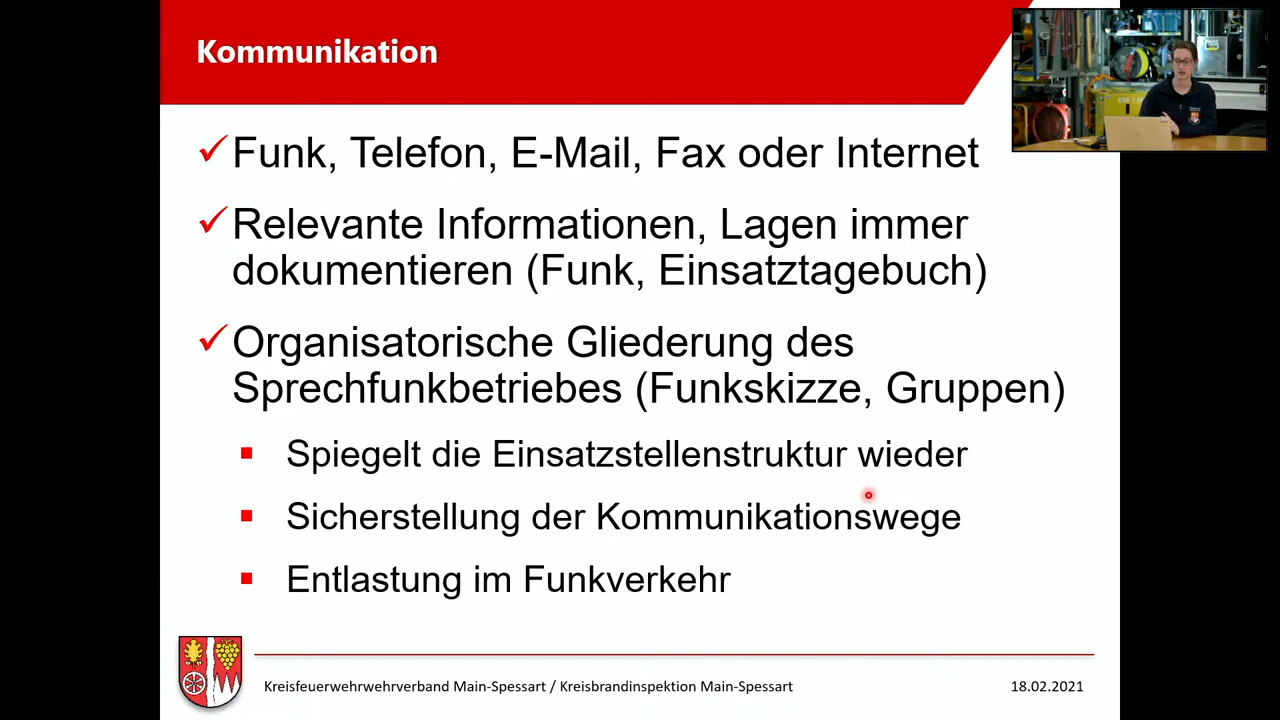 Kommunikation
Funk, Telefon, E-Mail, Fax oder Internet
Relevante Informationen, Lagen immer
dokumentieren (Funk, Einsatztagebuch)
Organisatorische Gliederung des
Sprechfunkbetriebes (Funkskizze, Gruppen)
Spiegelt die Einsatzstellenstruktur wieder
Sicherstellung der Kommunikationswege
Entlastung im Funkverkehr
Kreisfeuerwehrwehrverband Main-Spessart / Kreisbrandinspektion Main-Spessart
18.02.2021